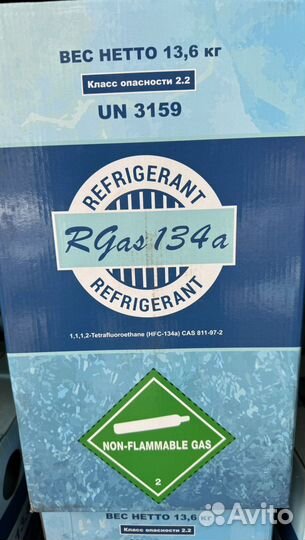 ВЕС НЕТТО 13,6 кг
Класс опасности 2.2
UN 3159
REFRIGERANT
RGas 134a
REFRIGERANT
1,1,1,2-Tetrafluoroethane (HFC-134a) CAS 811-97-2
NON-FLAMMABLE GAS
2
ВЕС НЕТТО 13,6 кг
Класс опасности 2.2
Avito